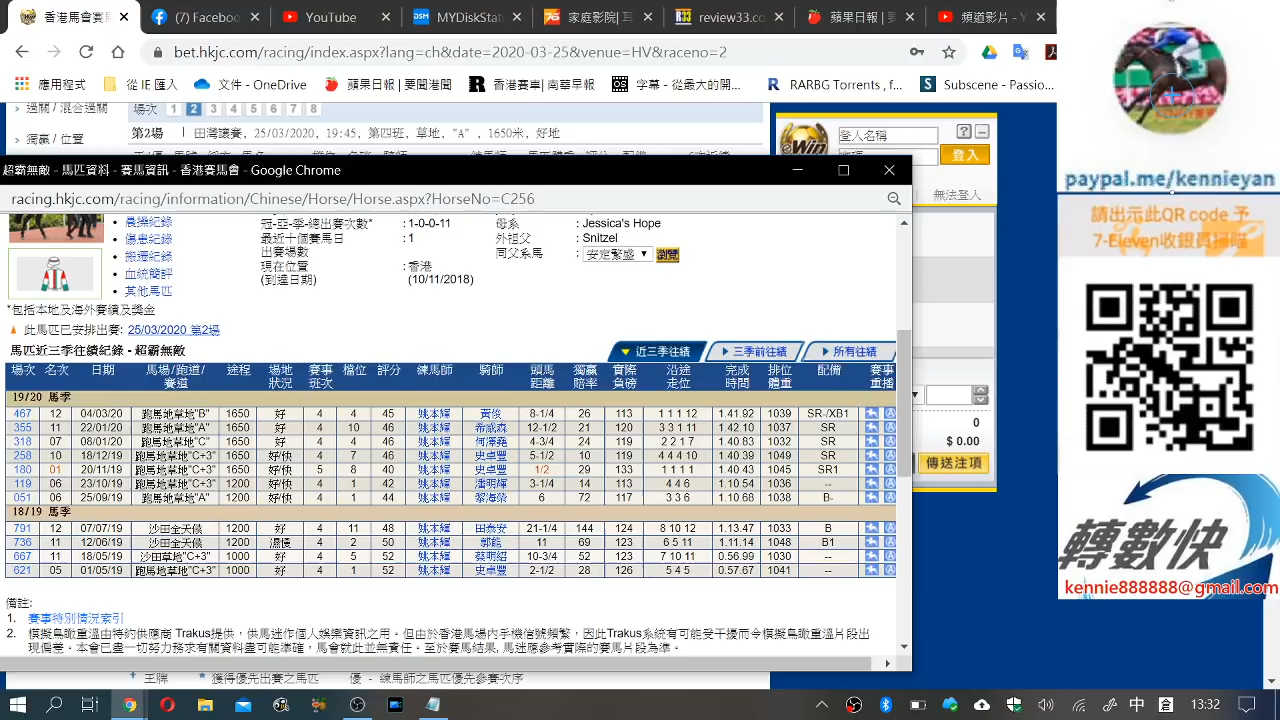 香港賽馬會
(7) Facebook
YouTube
MYDiskStati
家庭影院|耳
review33.co
蘋果日報 |
頻道影片 - Y
bet.hkjc.com/racing/index.aspx?lang=ch&date=2020-03-25&venue=HV&raceno=2
應用程式
從 IE 匯入
文件 - OneDrive
蘋果日報 | 要聞港聞
香港賽事|南華早報
字幕 - 從最大的開...
RARBG Torrents , f...
Subscene - Passio...
過關 / 混合過關
場次 1 2 3 4 5 6 7 8
獨贏 / 位置
第2場 | 田灣讓賽, 25/03/2020, 19:45, 第四班, 草地, "A" , 1650米, 好地
eWin
登入名稱
登入
無法登入
超霸無敵 - 馬匹資料 - 賽馬資訊 - 香港賽馬會 - Google Chrome
racing.hkjc.com/racing/information/Chinese/Horse/Horse.aspx?HorseNo=C256
晨操紀錄
傷患紀錄
搬遷紀錄
血統簡評
其他馬匹
冠-亞-季-總出賽次數* : 1-0-0-11
最近十個賽馬日
出賽場數 : 1
現在位置
(到達日期) : 香港
(10/11/2018)
母系 : Jessica's Hope
外祖父 : Snitzel
同父系馬 : 安定繁盛 瀏覽
*包括本地及海外賽績及獎金
此馬匹已安排出賽: 25/03/2020 第2場
馬匹近三季往績紀錄 - 超霸無敵
近三季往績 三季前往績 所有往績
場次 名次 日期 馬場/跑道/賽道 途程 場地狀況 賽事班次 檔位 評分 練馬師 騎師 頭馬距離 獨贏賠率 實際負磅 沿途走位 完成時間 排位體重 配備 賽事重播
19/20 馬季
467 12 04/03/20 跑馬地草地"B" 1650 好 4 4 45 姚本輝 黃俊 8-1/4 26 113 1 1 1 12 1.41.92 1039 SR-/XB1
355 11 22/01/20 跑馬地草地"A" 1650 好 4 10 46 姚本輝 希威森 12-1/2 21 120 3 3 1 11 1.42.10 1037 SR
318 07 08/01/20 跑馬地草地"C" 1650 好 4 2 46 姚本輝 何澤堯 4-3/4 24 119 2 2 1 7 1.40.83 1032 SR
258 10 18/12/19 跑馬地草地"C+3" 1650 好快 4 7 46 姚本輝 史卓豐 5-1/2 10 119 4 4 4 10 1.40.39 1049 SR
180 01 20/11/19 跑馬地草地"C+3" 1650 好快 5 8 40 姚本輝 史卓豐 1/2 29 133 1 1 1 1 1.40.43 1045 SR1
119 06 23/10/19 跑馬地草地"C+3" 3-1/4 14 4 4 6 1.10.54 1036 --
051 06 25/09/19 跑馬地草地"A" 1200 好快 4 1 44 姚本輝 黎海榮 6 72 117 3 3 6 1.10.68 1038 B-
18/19 馬季
791 12 07/07/19 沙田全天候 1200 好 4 11 48 姚本輝 田泰安 21-1/4 144 124 8 10 12 1.13.47 1033 B
736 11 12/06/19 沙田全天候 1200 濕慢 4 2 50 姚本輝 郭能 11 69 123 6 5 11 1.11.14 1048 B1
667 11 18/05/19 沙田草地"C+3" 1000 好 4 5 52 姚本輝 蔡明紹 10-3/4 52 123 7 10 11 0.56.99 1030 --
621 05 01/05/19 跑馬地草地"C+3" 1000 好 4 52 姚本輝 史卓豐 2-1/2 28 126 5 4 5 0.57.67 1041 --
備註:
1. 賽事特別情況索引
2. 模擬鳥瞰重溫由特約供應商 Trakus提供，供馬迷作個人娛樂資訊之用。但由於香港馬場內手機信號頻繁，因此Trakus系統有可能受干擾而令模擬鳥瞰重溫片段出
現偏差。本會已盡一切努力務求有關資料盡可能準確，馬會就此並無責任。至於賽馬結果, 馬迷應參考實際的賽馬片段為準。
0
$ 0.00
傳送注項
+ 王牌 * 獲得優先出賽之馬匹 優 - 練馬師之馬匹優先參賽次序
paypal.me/kennieyan
請出示此QR code 予
7-Eleven收銀員掃瞄
轉數快
kennie888888@gmail.com
中
13:32